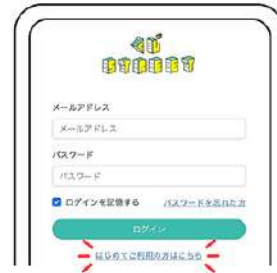 STREET
メールアドレス
メールアドレス
パスワード
パスワード
ログインを記憶する パスワードを忘れた方
ログイン
はじめてご利用の方はこちら